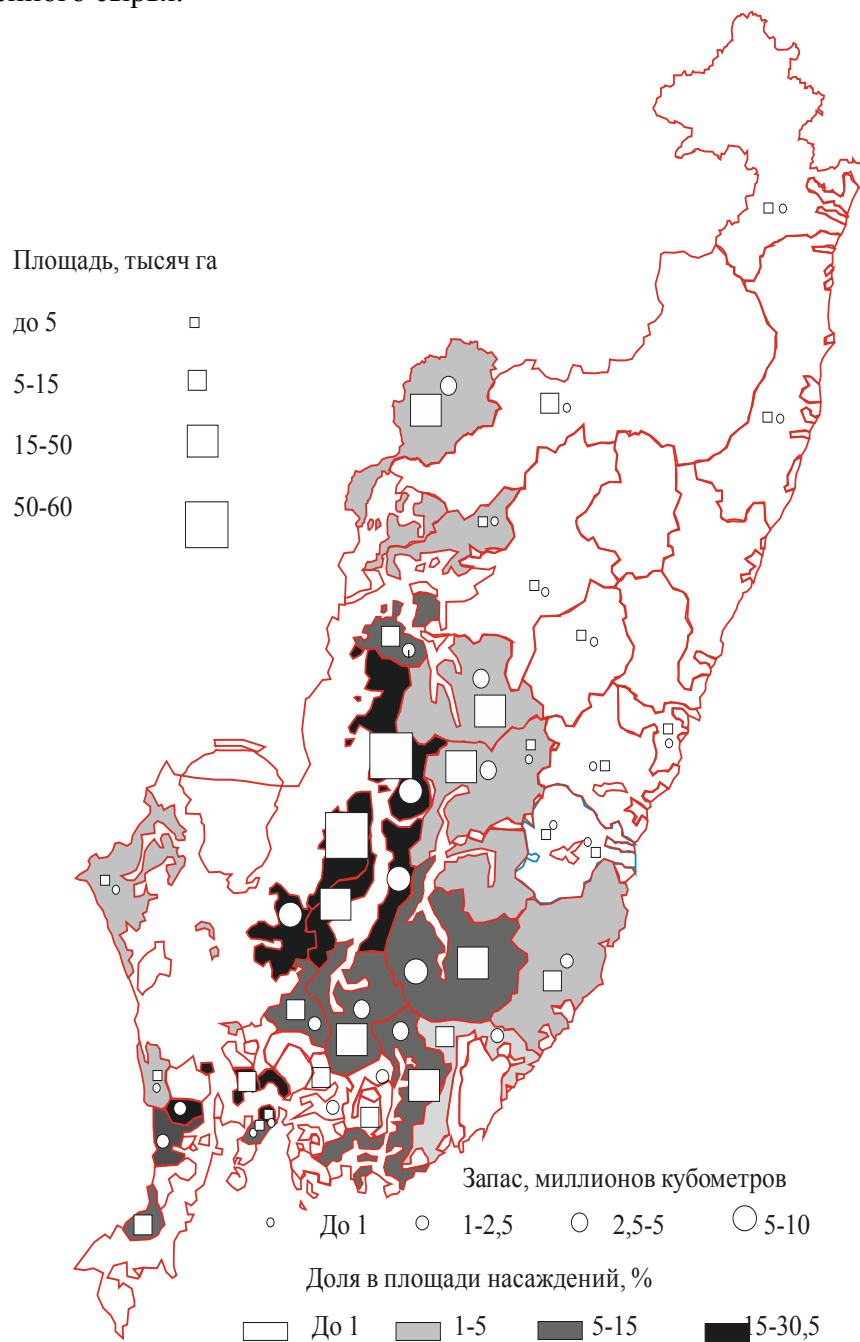 Площадь, тысяч га
до 5
5-15
15-50
50-60
Запас, миллионов кубометров
До 1
1-2,5
2,5-5
5-10
Доля в площади насаждений, %
До 1
1-5
5-15
15-30,5